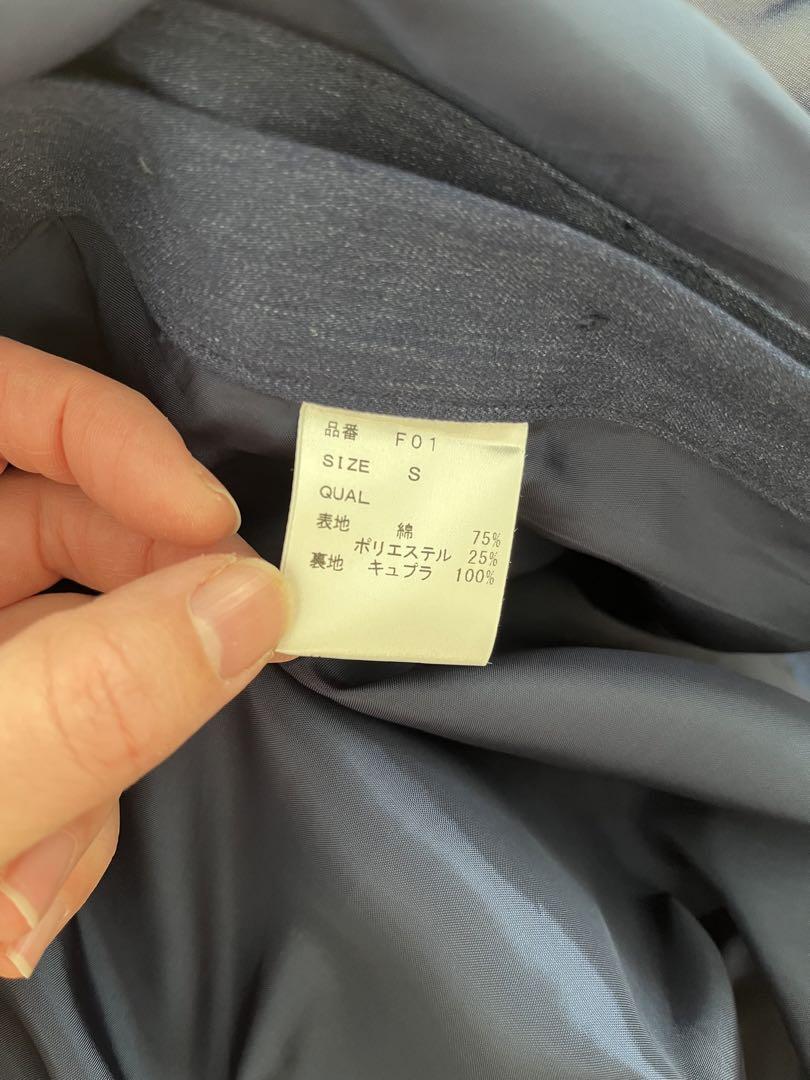 品番 F01
SIZE S
QUAL
表地 綿 75%
ポリエステル 25%
裏地 キュプラ 100%